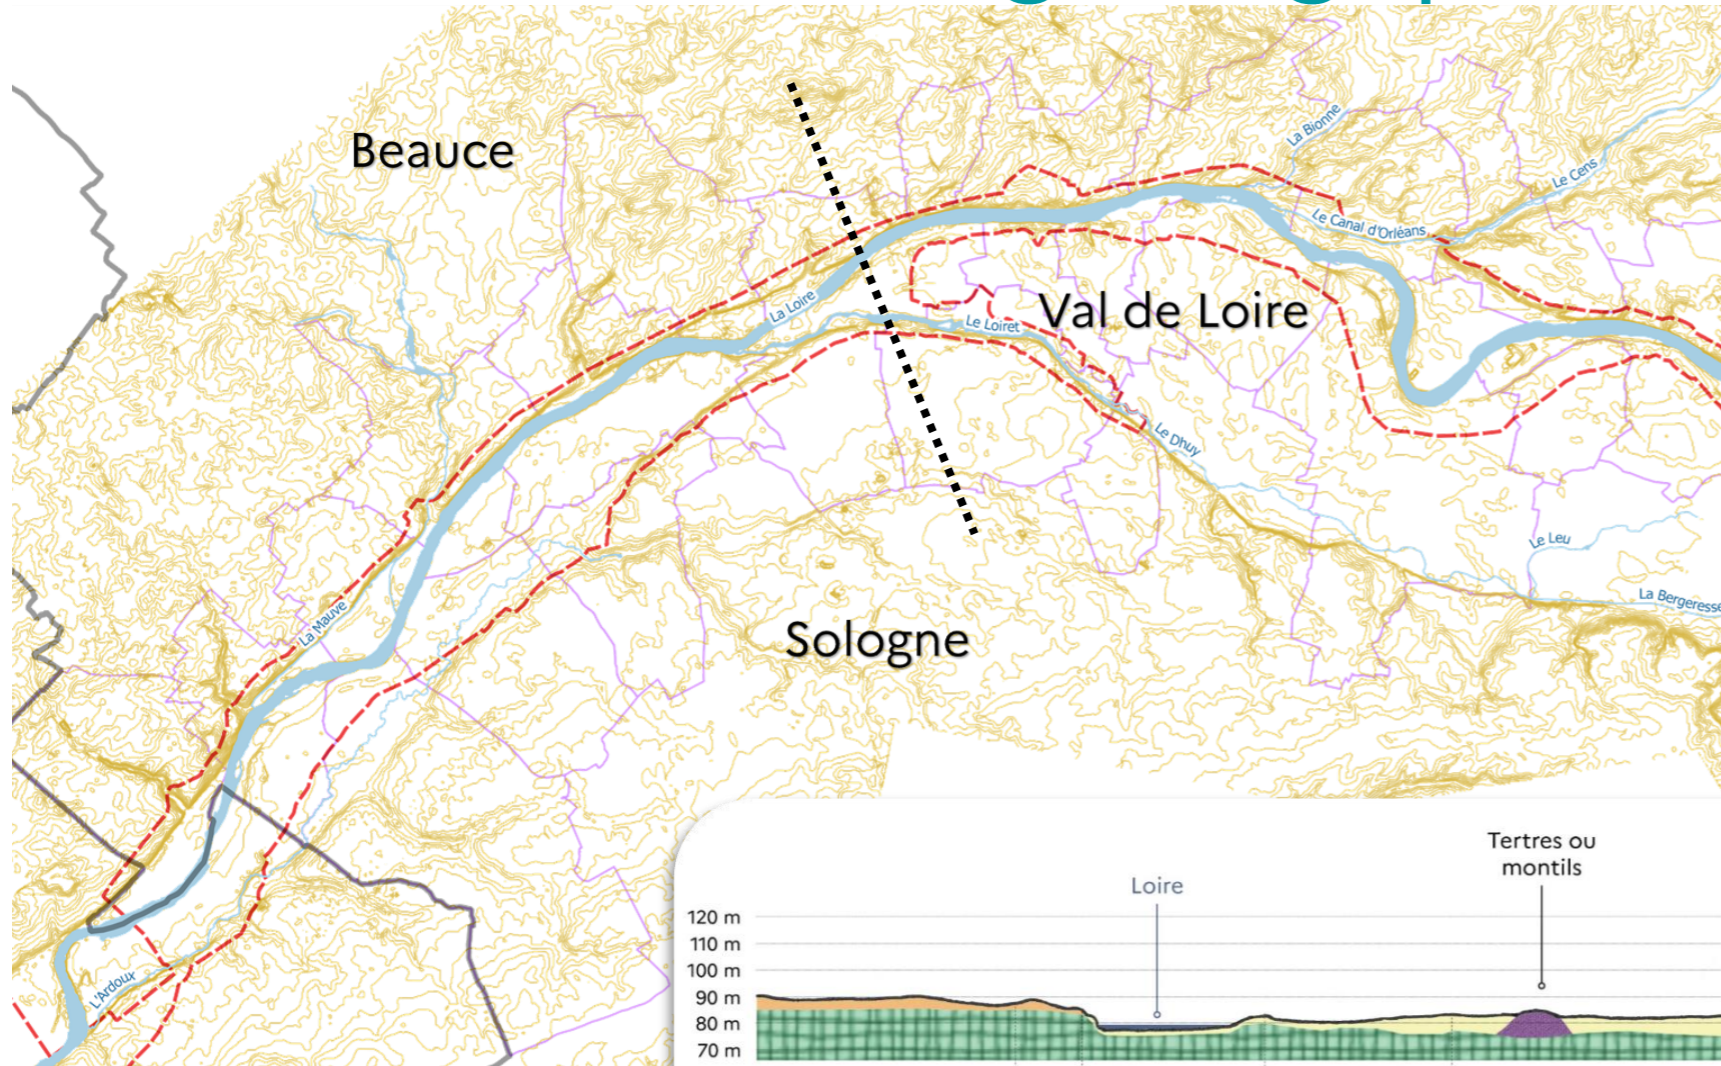 Beauce
La Bionne
Le Cens
Le Canal d'Orléans
La Loire
Le Loiret
Val de Loire
Le Dhuy
Le Leu
La Bergeresse
La Mauve
Sologne
L'Ardoux
Tertres ou
montils
Loire
120 m
110 m
100 m
90 m
80 m
70 m